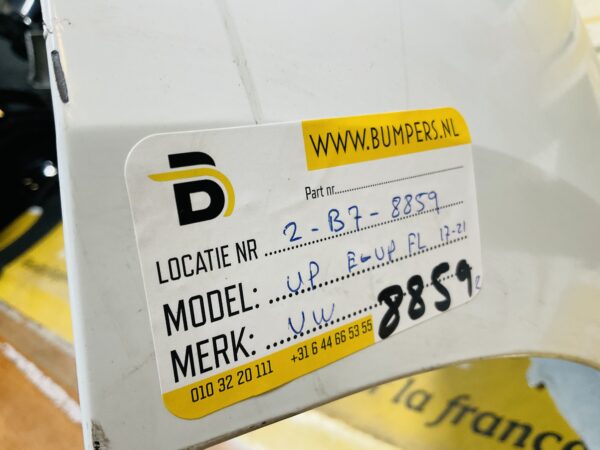 WWW.BUMPERS.NL
Part nr
LOCATIE NR 2-B7-8859
MODEL: UP E-UP FL 17-21
MERK: VW 8859
010 32 20 111 +31 6 44 66 53 55
la franç